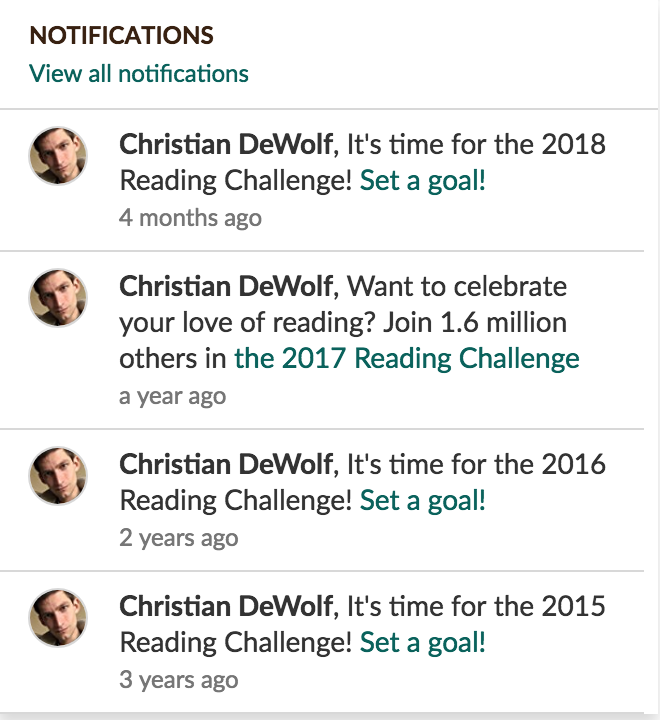 NOTIFICATIONS
View all notifications
Christian DeWolf, It's time for the 2018
Reading Challenge! Set a goal!
4 months ago
Christian DeWolf, Want to celebrate
your love of reading? Join 1.6 million
others in the 2017 Reading Challenge
a year ago
Christian DeWolf, It's time for the 2016
Reading Challenge! Set a goal!
2 years ago
Christian DeWolf, It's time for the 2015
Reading Challenge! Set a goal!
3 years ago